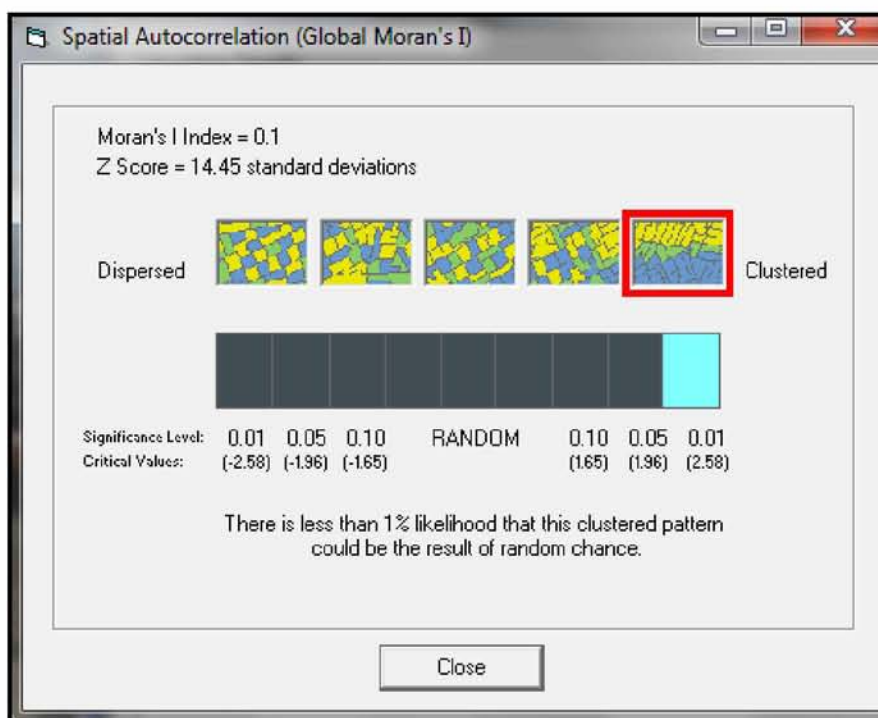 Spatial Autocorrelation (Global Moran's I)
Moran's I Index = 0.1
Z Score = 14.45 standard deviations
Dispersed
Clustered
Significance Level: 0.01 0.05 0.10 RANDOM 0.10 0.05 0.01
Critical Values: (-2.58) (-1.96) (-1.65) (1.65) (1.96) (2.58)
There is less than 1% likelihood that this clustered pattern
could be the result of random chance.
Close